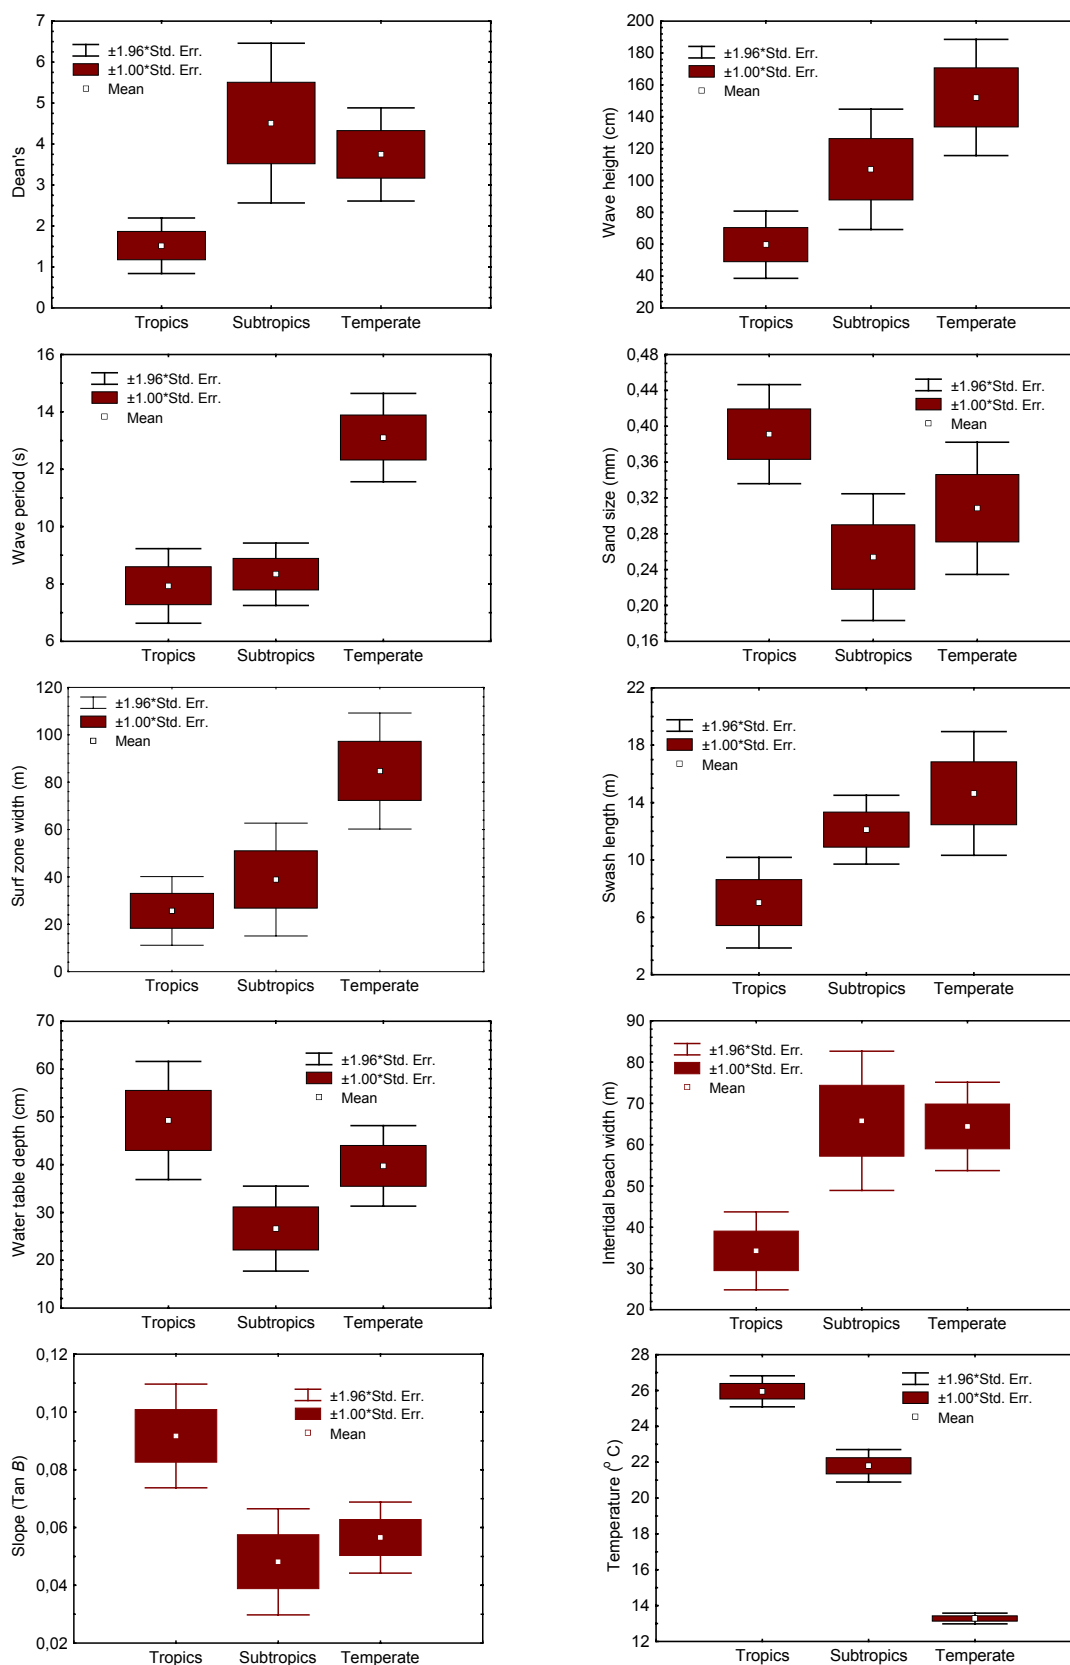 7
6
5
4
3
2
1
0
Dean's
±1.96*Std. Err.
±1.00*Std. Err.
Mean
Tropics Subtropics Temperate
200
180
160
140
120
100
80
60
40
20
Wave height (cm)
±1.96*Std. Err.
±1.00*Std. Err.
Mean
Tropics Subtropics Temperate
16
14
12
10
8
6
Wave period (s)
±1.96*Std. Err.
±1.00*Std. Err.
Mean
Tropics Subtropics Temperate
0,48
0,44
0,40
0,36
0,32
0,28
0,24
0,20
0,16
Sand size (mm)
±1.96*Std. Err.
±1.00*Std. Err.
Mean
Tropics Subtropics Temperate
120
100
80
60
40
20
0
Surf zone width (m)
±1.96*Std. Err.
±1.00*Std. Err.
Mean
Tropics Subtropics Temperate
22
18
14
10
6
2
Swash length (m)
±1.96*Std. Err.
±1.00*Std. Err.
Mean
Tropics Subtropics Temperate
70
60
50
40
30
20
10
Water table depth (cm)
±1.96*Std. Err.
±1.00*Std. Err.
Mean
Tropics Subtropics Temperate
90
80
70
60
50
40
30
20
Intertidal beach width (m)
±1.96*Std. Err.
±1.00*Std. Err.
Mean
Tropics Subtropics Temperate
0,12
0,10
0,08
0,06
0,04
0,02
Slope (Tan B)
±1.96*Std. Err.
±1.00*Std. Err.
Mean
Tropics Subtropics Temperate
28
26
24
22
20
18
16
14
12
Temperature (° C)
±1.96*Std. Err.
±1.00*Std. Err.
Mean
Tropics Subtropics Temperate